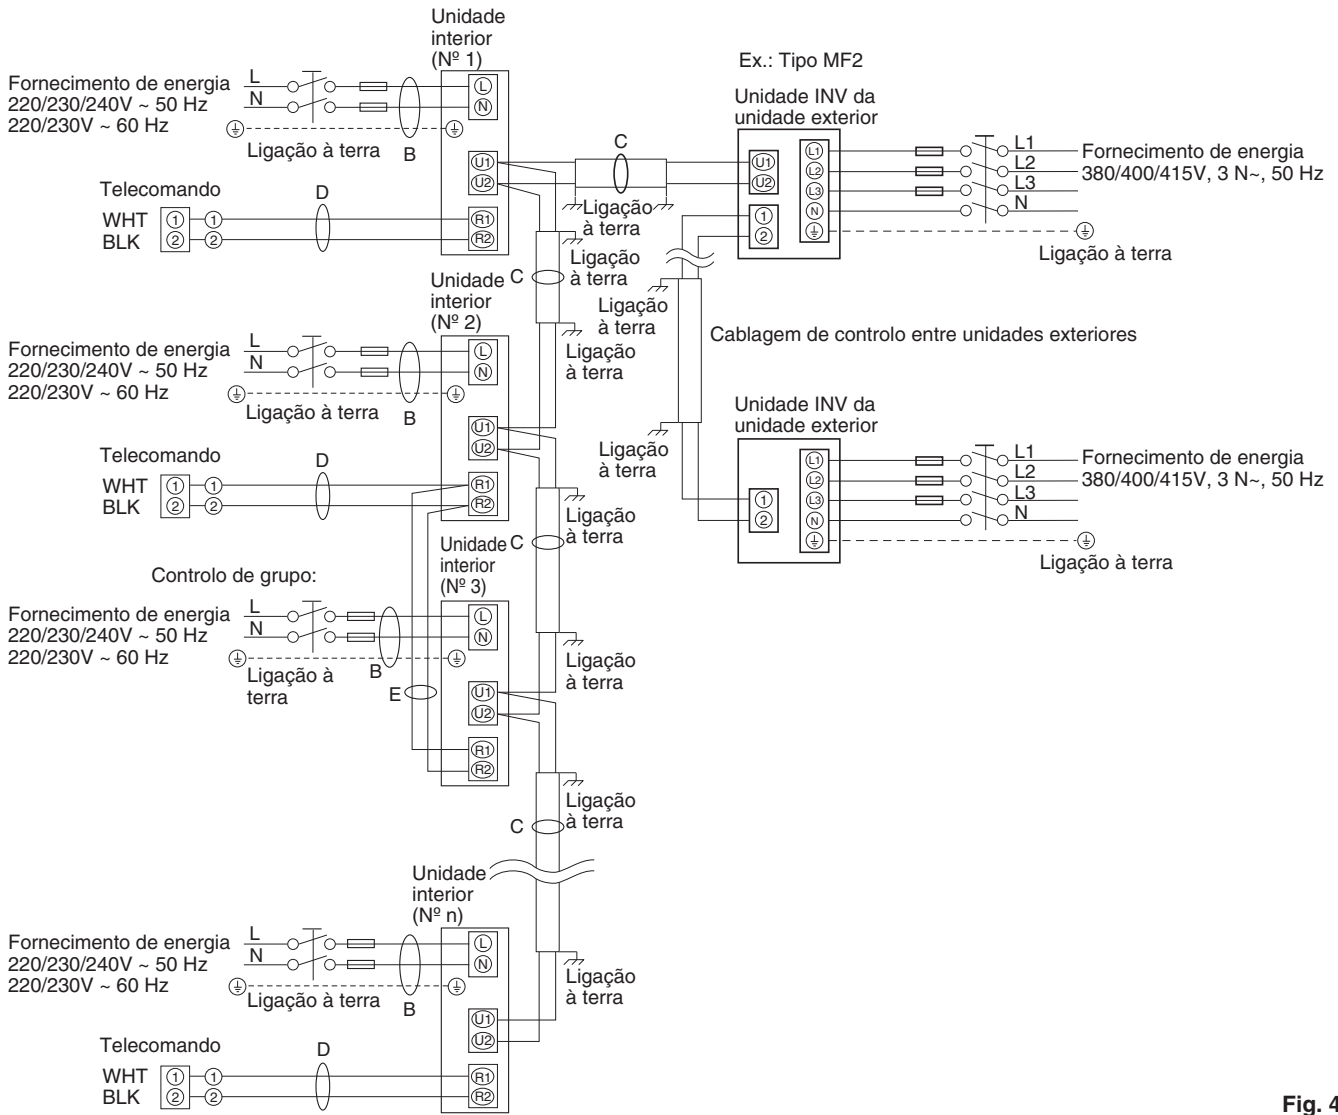 Unidade
interior
(Nº 1)
Fornecimento de energia
220/230/240V ~ 50 Hz
220/230V ~ 60 Hz
L
N
Ligação à terra
B
L
N
U1
U2
R1
R2
Telecomando
WHT
BLK
1
2
1
2
D
C
Ligação
à terra
Ex.: Tipo MF2
Unidade INV da
unidade exterior
U1
U2
1
2
L1
L2
L3
N
L1
L2
L3
N
Fornecimento de energia
380/400/415V, 3 N~, 50 Hz
Ligação à terra
Ligação
à terra
C
Ligação
à terra
Ligação
à terra
Cablagem de controlo entre unidades exteriores
Ligação
à terra
Unidade INV da
unidade exterior
1
2
L1
L2
L3
N
L1
L2
L3
N
Fornecimento de energia
380/400/415V, 3 N~, 50 Hz
Ligação à terra
Unidade
interior
(Nº 2)
Fornecimento de energia
220/230/240V ~ 50 Hz
220/230V ~ 60 Hz
L
N
Ligação à terra
B
L
N
U1
U2
R1
R2
Telecomando
WHT
BLK
1
2
1
2
D
C
Ligação
à terra
Unidade
interior
(Nº 3)
Controlo de grupo:
Fornecimento de energia
220/230/240V ~ 50 Hz
220/230V ~ 60 Hz
L
N
Ligação à
terra
B
E
L
N
U1
U2
R1
R2
Ligação
à terra
Ligação
à terra
C
Unidade
interior
(Nº n)
Fornecimento de energia
220/230/240V ~ 50 Hz
220/230V ~ 60 Hz
L
N
Ligação à terra
B
L
N
U1
U2
R1
R2
Ligação
à terra
Telecomando
WHT
BLK
1
2
1
2
D
Fig. 4